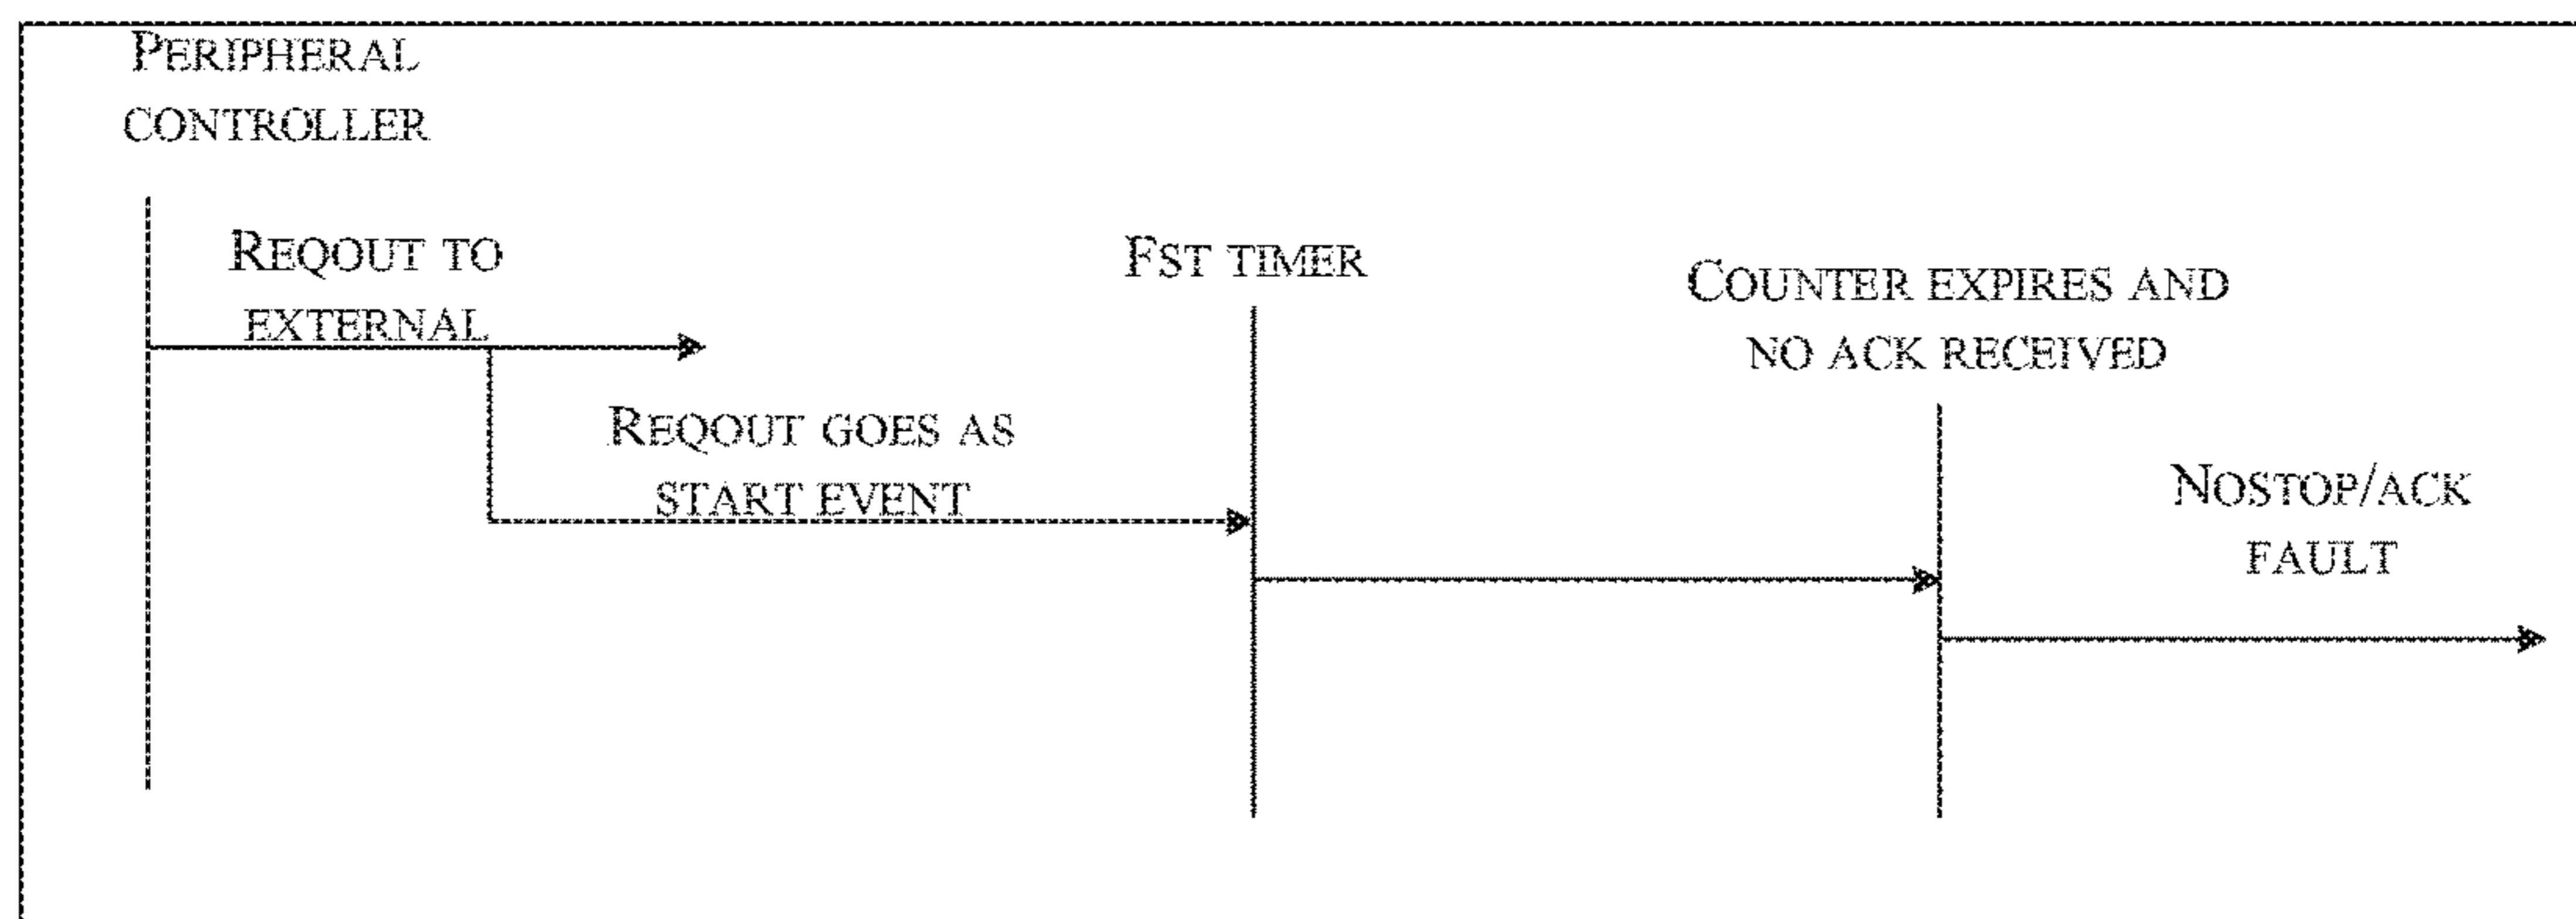 PERIPHERAL
CONTROLLER
REQOUT TO
EXTERNAL
FST TIMER
COUNTER EXPIRES AND
NO ACK RECEIVED
REQOUT GOES AS
START EVENT
NOSTOP/ACK
FAULT